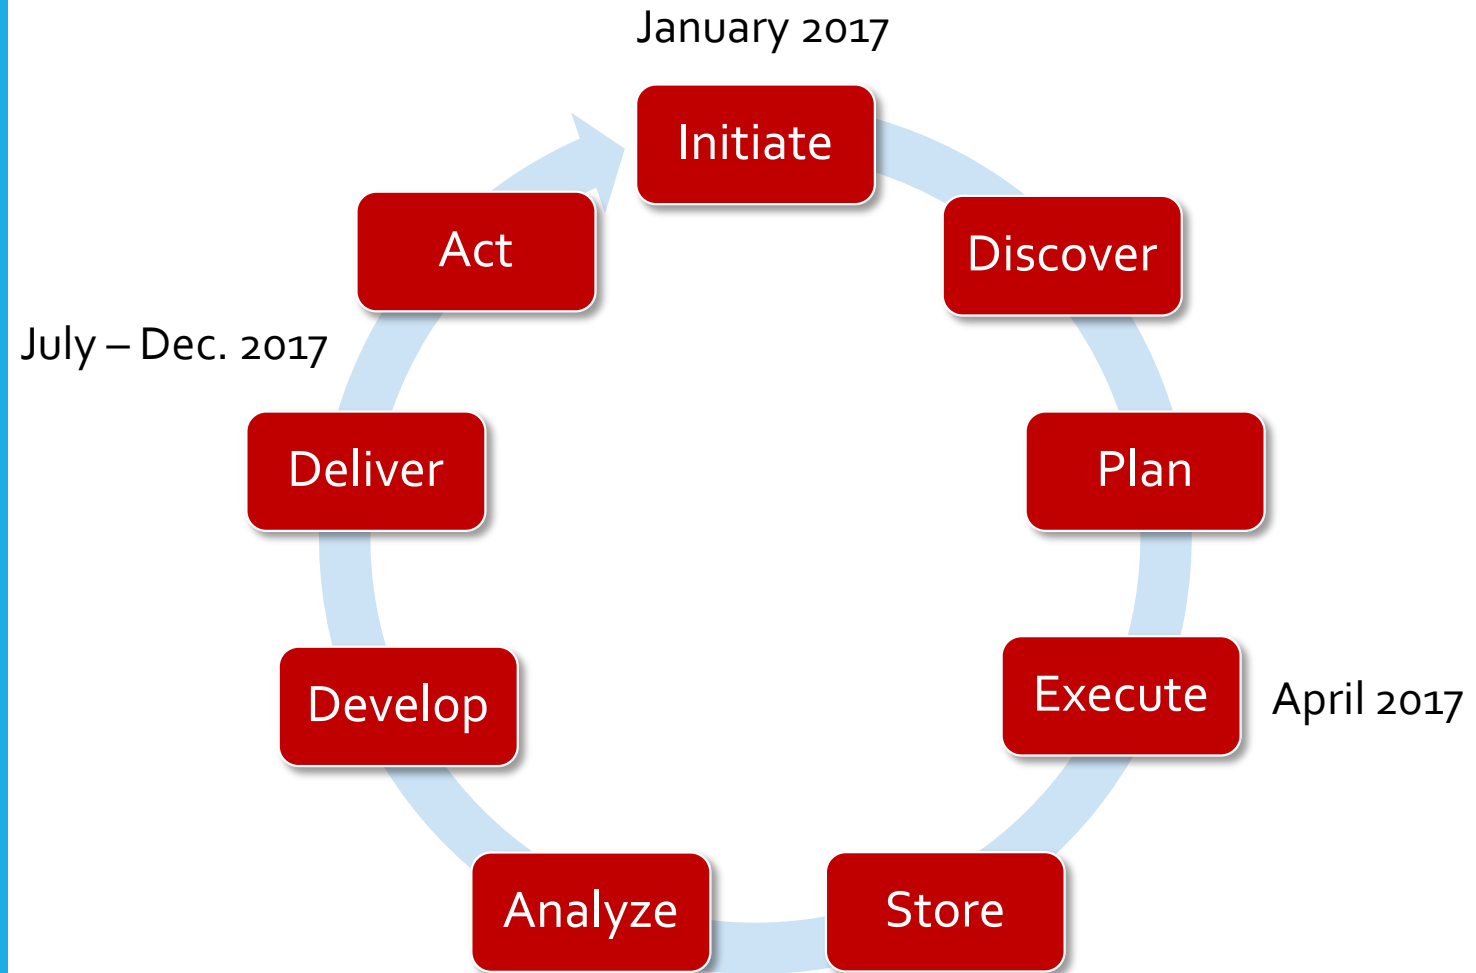 January 2017
Initiate
Discover
Plan
Execute
April 2017
Store
Analyze
Develop
Deliver
July – Dec. 2017
Act